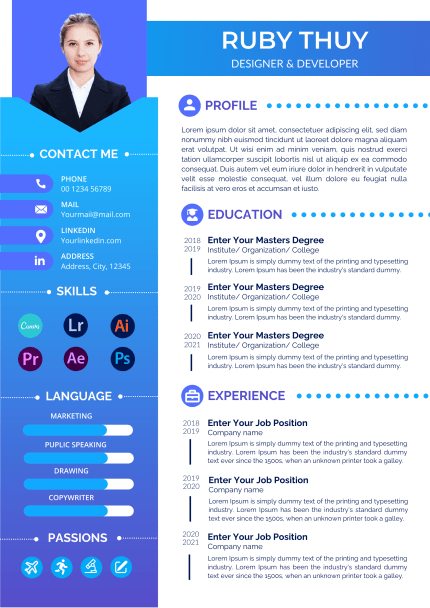 RUBY THUY
DESIGNER & DEVELOPER
CONTACT ME
PHONE
00 1234 56789
MAIL
Yourmail@mail.com
LINKEDIN
Yourlinkedin.com
in
ADDRESS
Address, City, 12345
SKILLS
Canva
Lr
Ai
Pr
Ae
Ps
LANGUAGE
MARKETING
PUPLIC SPEAKING
DRAWING
COPYWRITER
PASSIONS
PROFILE
Lorem ipsum dolor sit amet, consectetuer adipiscing elit, sed diam
nonummy nibh euismod tincidunt ut laoreet dolore magna aliquam
erat volutpat. Ut wisi enim ad minim veniam, quis nostrud exerci
tation ullamcorper suscipit lobortis nisl ut aliquip ex ea commodo
consequat. Duis autem vel eum iriure dolor in hendrerit in vulputate
velit esse molestie consequat, vel illum dolore eu feugiat nulla
facilisis at vero eros et accumsan et iusto.
EDUCATION
2018
2019
Enter Your Masters Degree
Institute/ Organization/ College
Lorem Ipsum is simply dummy text of the printing and typesetting
industry. Lorem Ipsum has been the industry's standard dummy.
2019
2020
Enter Your Masters Degree
Institute/ Organization/ College
Lorem Ipsum is simply dummy text of the printing and typesetting
industry. Lorem Ipsum has been the industry's standard dummy.
2020
2021
Enter Your Masters Degree
Institute/ Organization/ College
Lorem Ipsum is simply dummy text of the printing and typesetting
industry. Lorem Ipsum has been the industry's standard dummy.
EXPERIENCE
2018
2019
Enter Your Job Position
Company name
Lorem Ipsum is simply dummy text of the printing and typesetting
industry. Lorem Ipsum has been the industry's standard dummy
text ever since the 1500s, when an unknown printer took a galley.
2019
2020
Enter Your Job Position
Company name
Lorem Ipsum is simply dummy text of the printing and typesetting
industry. Lorem Ipsum has been the industry's standard dummy
text ever since the 1500s, when an unknown printer took a galley.
2020
2021
Enter Your Job Position
Company name
Lorem Ipsum is simply dummy text of the printing and typesetting
industry. Lorem Ipsum has been the industry's standard dummy
text ever since the 1500s, when an unknown printer took a galley.